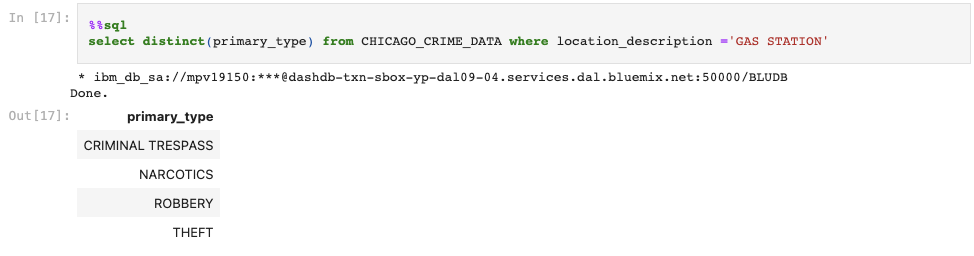 In [17]:
%%sql
select distinct(primary_type) from CHICAGO_CRIME_DATA where location_description ='GAS STATION'
* ibm_db_sa://mpv19150:***@dashdb-txn-sbox-yp-dal09-04.services.dal.bluemix.net:50000/BLUDB
Done.
Out[17]:
primary_type
CRIMINAL TRESPASS
NARCOTICS
ROBBERY
THEFT